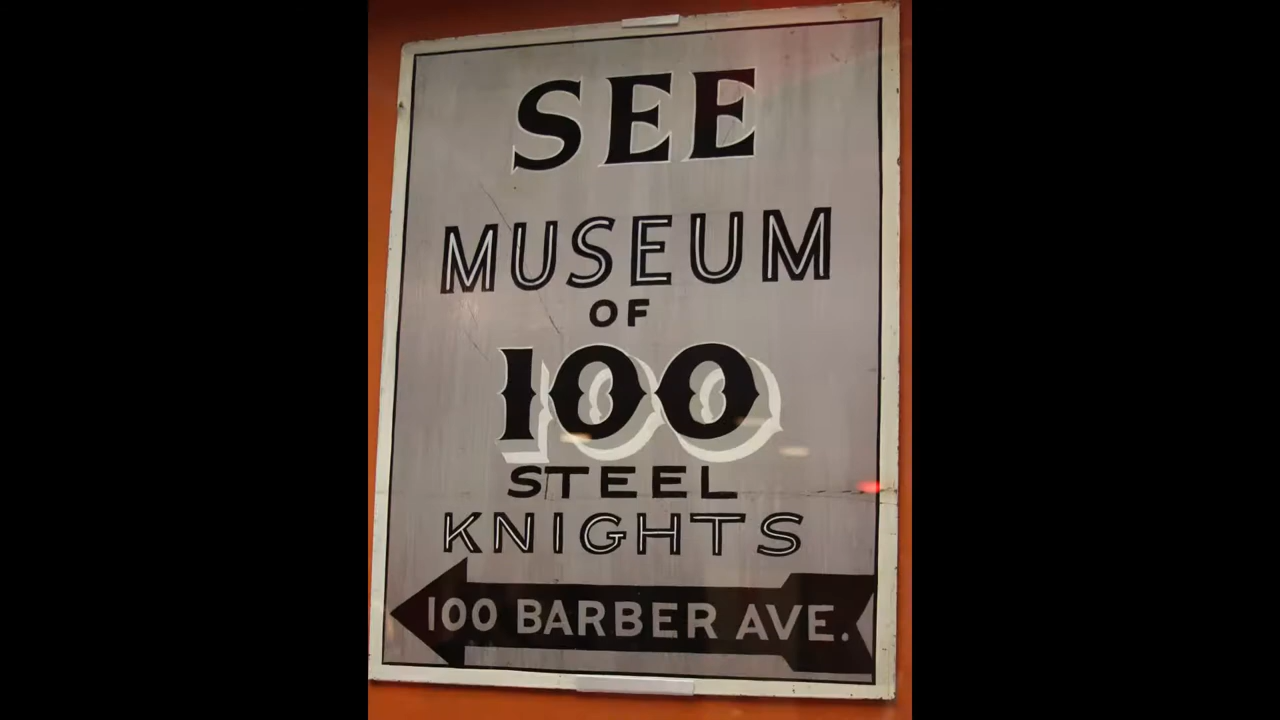 SEE
MUSEUM
OF
100
STEEL
KNIGHTS
100 BARBER AVE.